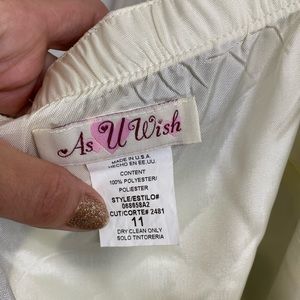 As U Wish
MADE IN U.S.A.
HECHO EN EE.UU.
CONTENT
100% POLYESTER/
POLIESTER
STYLE/ESTILO#
088658A2
CUT/CORTE# 2481
11
DRY CLEAN ONLY
SOLO TINTORERIA